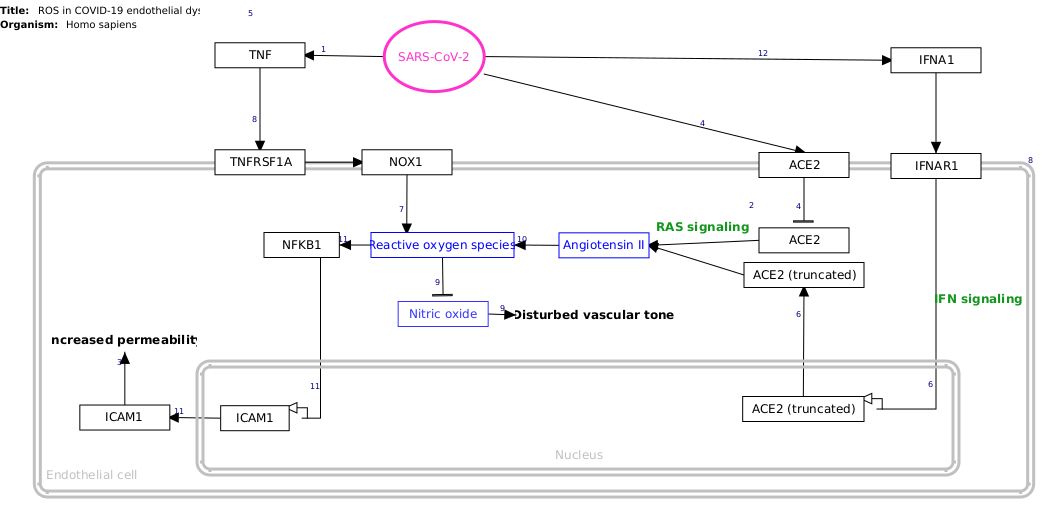 Title: ROS in COVID-19 endothelial dys
Organism: Homo sapiens
5
TNF
1
SARS-CoV-2
12
IFNA1
8
4
TNFRSF1A
NOX1
ACE2
IFNAR1
8
7
2
4
RAS signaling
NFKB1
11
Reactive oxygen species
10
Angiotensin II
ACE2
ACE2 (truncated)
9
IFN signaling
Nitric oxide
9
Disturbed vascular tone
6
ncreased permeability
3
11
6
ICAM1
11
ICAM1
ACE2 (truncated)
Nucleus
Endothelial cell